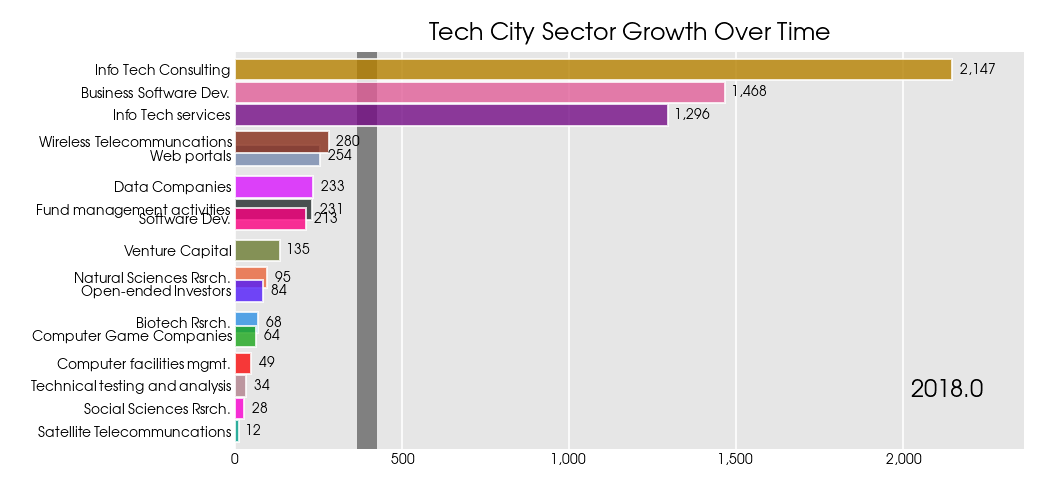 Tech City Sector Growth Over Time
Info Tech Consulting 2,147
Business Software Dev. 1,468
Info Tech services 1,296
Wireless Telecommuncations 280
Web portals 254
Data Companies 233
Fund management activities 231
Software Dev. 213
Venture Capital 135
Natural Sciences Rsrch. 95
Open-ended Investors 84
Biotech Rsrch. 68
Computer Game Companies 64
Computer facilities mgmt. 49
Technical testing and analysis 34
2018.0
Social Sciences Rsrch. 28
Satellite Telecommuncations 12
0 500 1,000 1,500 2,000